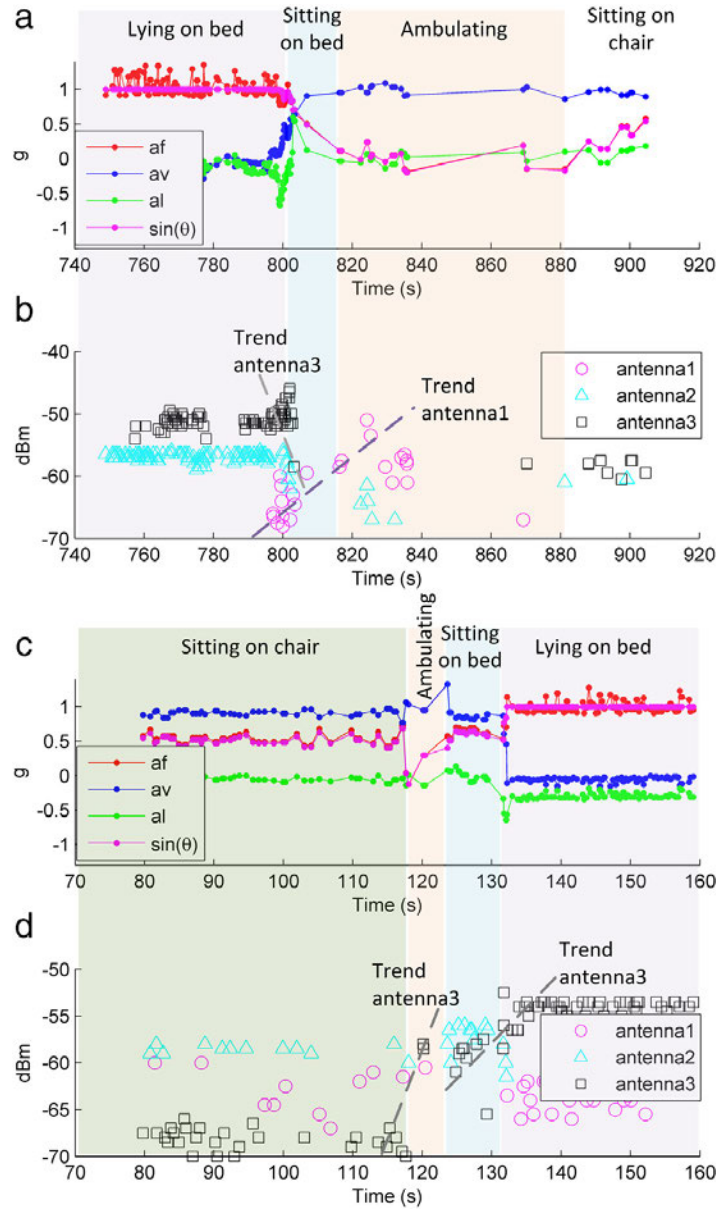 a
Lying on bed
Sitting
on bed
Ambulating
Sitting on
chair
1
0.5
0
-0.5
-1
g
af
av
al
sin(θ)
740 760 780 800 820 840 860 880 900 920
Time (s)
b
-40
-50
-60
-70
dBm
Trend
antenna3
Trend
antenna1
antenna1
antenna2
antenna3
740 760 780 800 820 840 860 880 900 920
Time (s)
c
Sitting on chair
Ambulating
Sitting
on bed
Lying on bed
1
0.5
0
-0.5
-1
g
af
av
al
sin(θ)
70 80 90 100 110 120 130 140 150 160
Time (s)
d
-50
-55
-60
-65
-70
dBm
Trend
antenna3
Trend
antenna3
antenna1
antenna2
antenna3
70 80 90 100 110 120 130 140 150 160
Time (s)